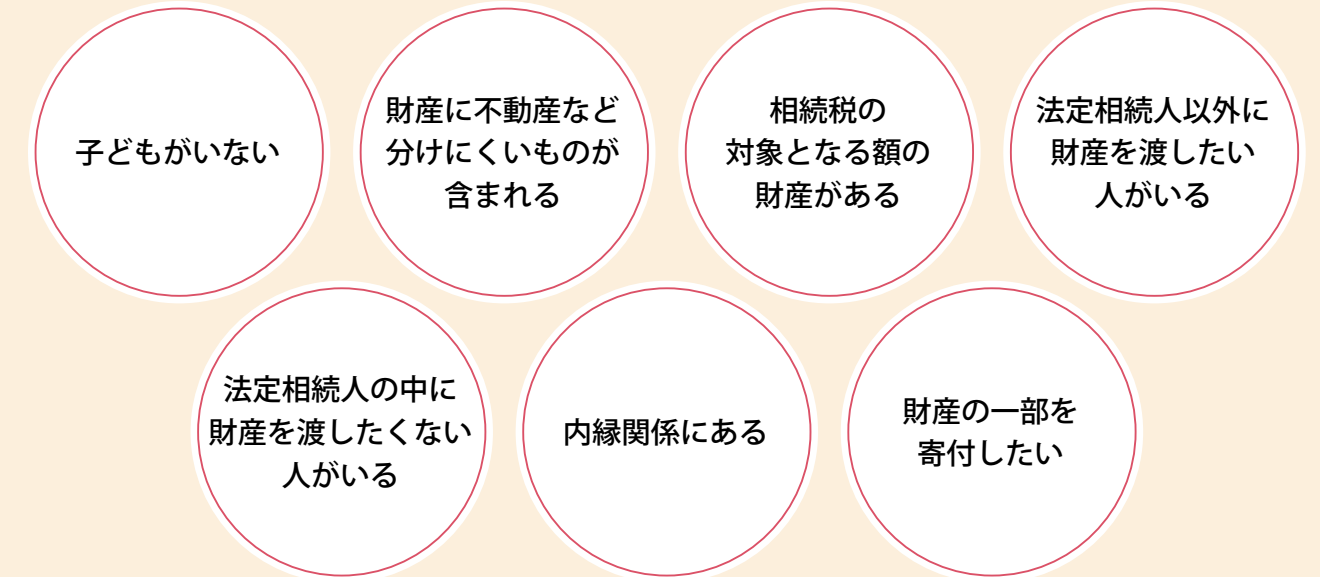 子どもがいない
財産に不動産など
分けにくいものが
含まれる
相続税の
対象となる額の
財産がある
法定相続人以外に
財産を渡したい
人がいる
法定相続人の中に
財産を渡したくない
人がいる
内縁関係にある
財産の一部を
寄付したい